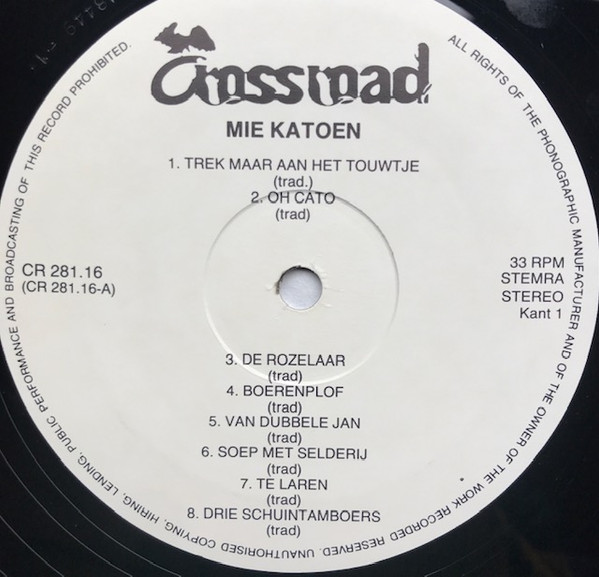 Crossroad
MIE KATOEN
1. TREK MAAR AAN HET TOUWTJE
(trad.)
2. OH CATO
(trad)
CR 281.16
(CR 281.16-A)
33 RPM
STEMRA
STEREO
Kant 1
3. DE ROZELAAR
(trad)
4. BOERENPLOF
(trad)
5. VAN DUBBELE JAN
(trad)
6. SOEP MET SELDERIJ
(trad)
7. TE LAREN
(trad)
8. DRIE SCHUINTAMBOERS
(trad)
ALL RIGHTS OF THE PHONOGRAPHIC MANUFACTURER AND OF THE OWNER OF THE WORK RECORDED RESERVED. UNAUTHORISED COPYING, HIRING, LENDING, PUBLIC PERFORMANCE AND BROADCASTING OF THIS RECORD PROHIBITED.